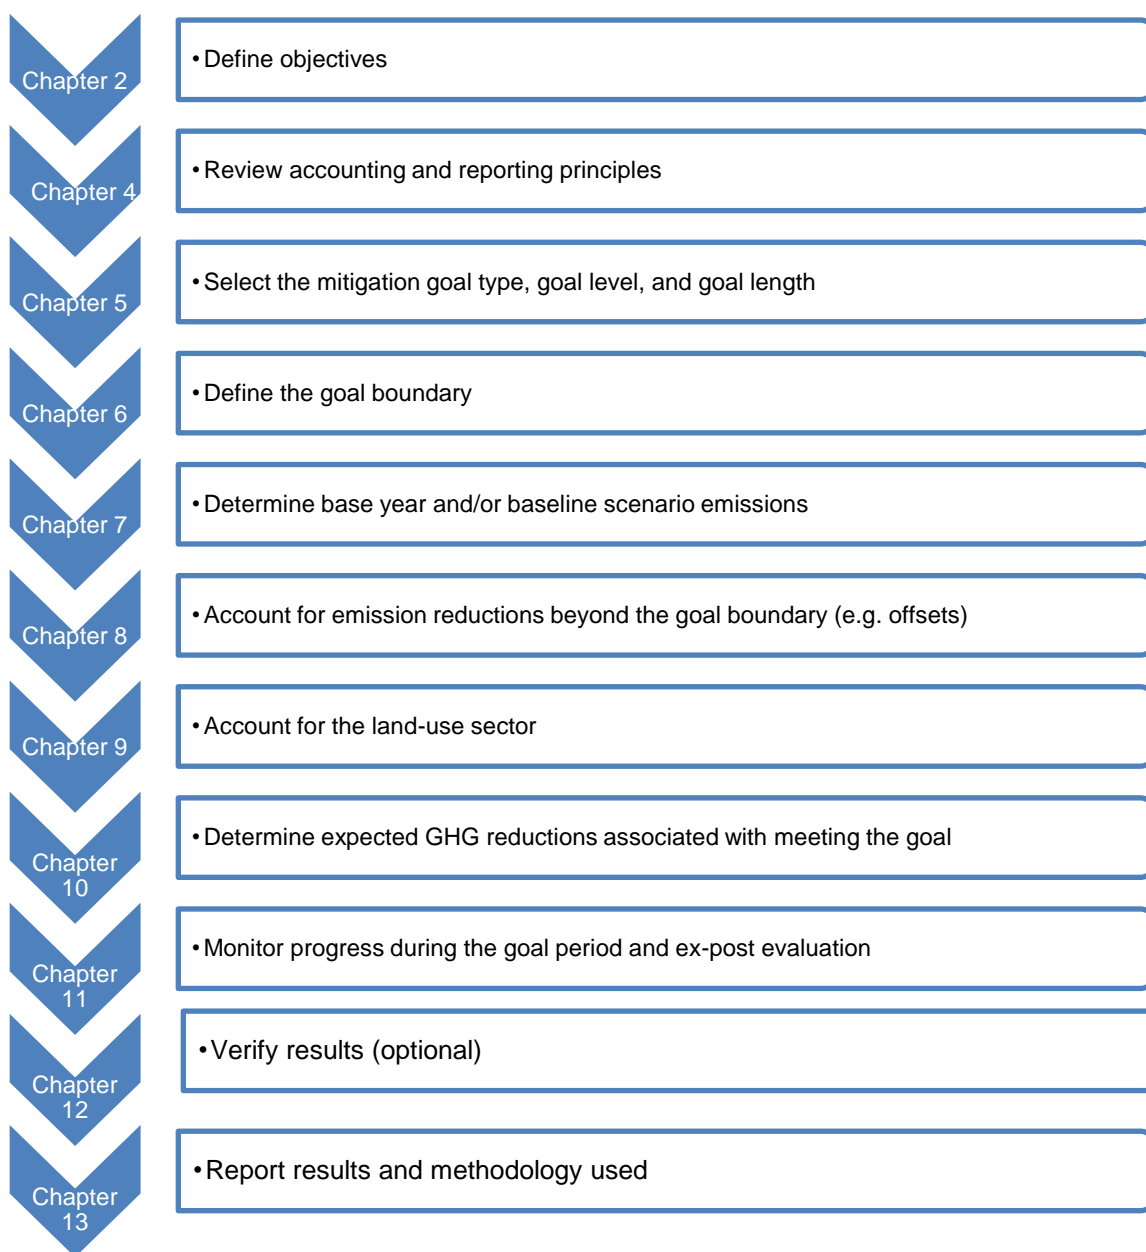 Chapter 2
• Define objectives
Chapter 4
• Review accounting and reporting principles
Chapter 5
• Select the mitigation goal type, goal level, and goal length
Chapter 6
• Define the goal boundary
Chapter 7
• Determine base year and/or baseline scenario emissions
Chapter 8
• Account for emission reductions beyond the goal boundary (e.g. offsets)
Chapter 9
• Account for the land-use sector
Chapter
10
• Determine expected GHG reductions associated with meeting the goal
Chapter
11
• Monitor progress during the goal period and ex-post evaluation
Chapter
12
• Verify results (optional)
Chapter
13
• Report results and methodology used